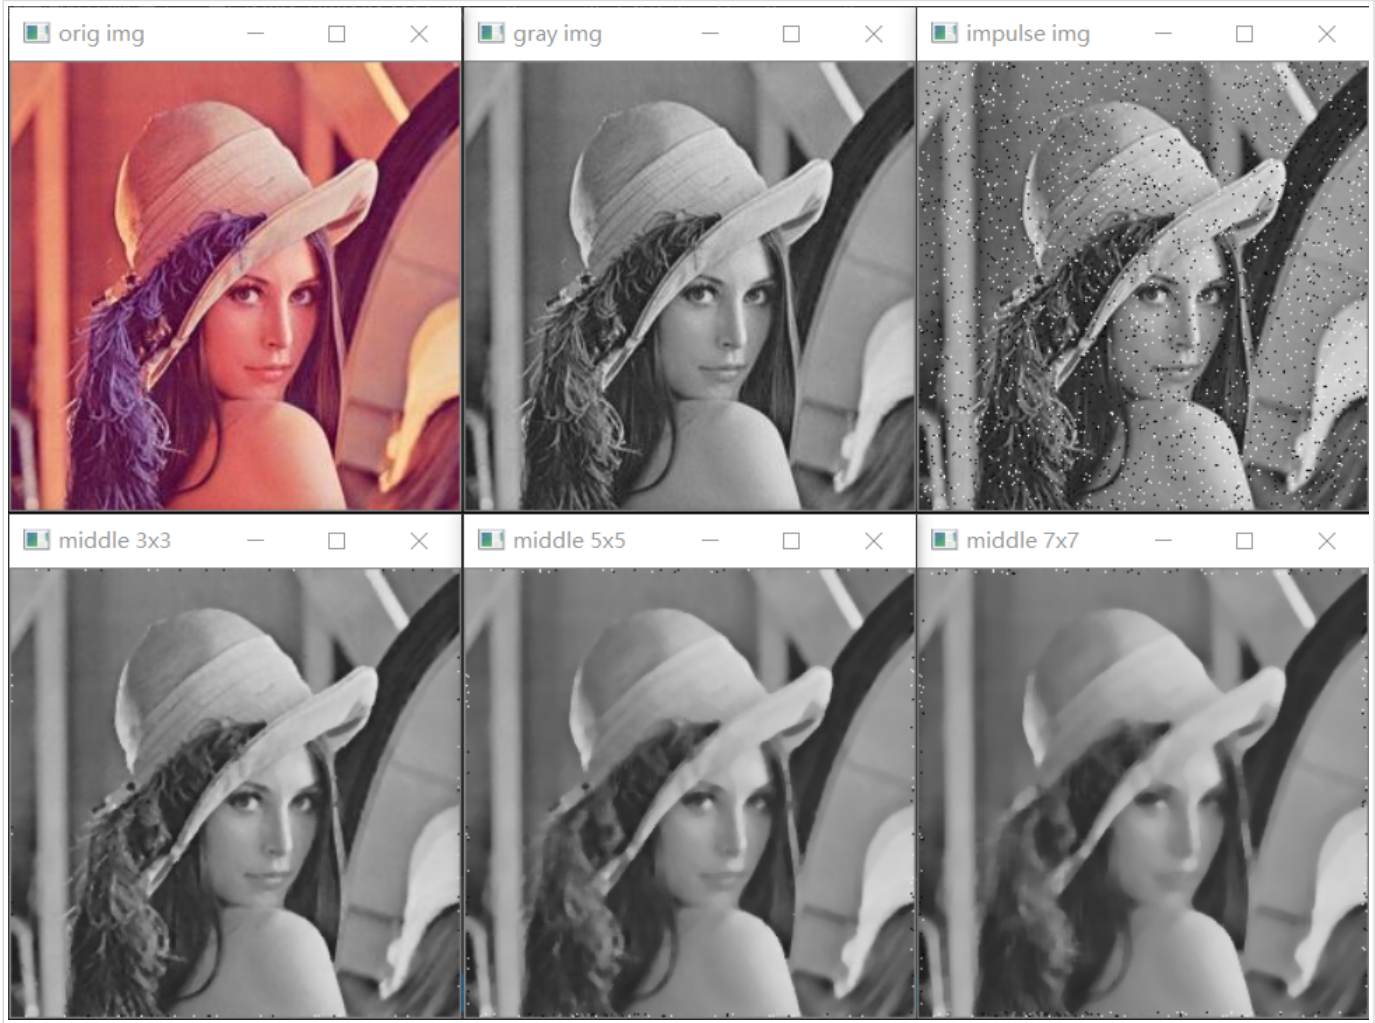 orig img
gray img
impulse img
middle 3x3
middle 5x5
middle 7x7